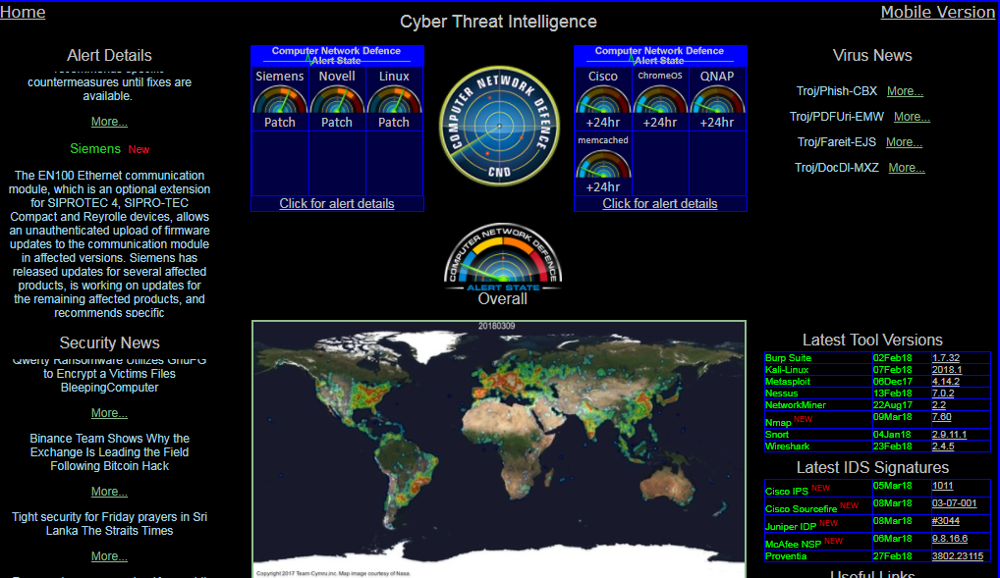 Home
Mobile Version
Cyber Threat Intelligence
Alert Details
countermeasures until fixes are
available.
More...
Siemens New
The EN100 Ethernet communication
module, which is an optional extension
for SIPROTEC 4, SIPRO-TEC
Compact and Reyrolle devices, allows
an unauthenticated upload of firmware
updates to the communication module
in affected versions. Siemens has
released updates for several affected
products, is working on updates for
the remaining affected products, and
recommends specific
Security News
Qwerty Ransomware Utilizes GnuPG
to Encrypt a Victims Files
BleepingComputer
More...
Binance Team Shows Why the
Exchange Is Leading the Field
Following Bitcoin Hack
More...
Tight security for Friday prayers in Sri
Lanka The Straits Times
More...
Computer Network Defence
Alert State
Siemens Novell Linux
Patch Patch Patch
Click for alert details
COMPUTER NETWORK DEFENCE
CND
Computer Network Defence
Alert State
Cisco ChromeOS QNAP
+24hr +24hr +24hr
memcached
+24hr
Click for alert details
COMPUTER NETWORK DEFENCE
ALERT STATE
Overall
20180309
Copyright 2017 Team Cymru,inc. Map image courtesy of Nasa.
Virus News
Troj/Phish-CBX More...
Troj/PDFUri-EMW More...
Troj/Fareit-EJS More...
Troj/DocDl-MXZ More...
Latest Tool Versions
Burp Suite 02Feb18 1.7.32
Kali-Linux 07Feb18 2018.1
Metasploit 06Dec17 4.14.2
Nessus 13Feb18 7.0.2
NetworkMiner 22Aug17 2.2
Nmap NEW 09Mar18 7.60
Snort 04Jan18 2.9.11.1
Wireshark 23Feb18 2.4.5
Latest IDS Signatures
Cisco IPS NEW 05Mar18 1011
Cisco Sourcefire NEW 08Mar18 03-07-001
Juniper IDP NEW 08Mar18 #3044
McAfee NSP NEW 06Mar18 9.8.16.6
Proventia 27Feb18 3802.23115
Useful Links